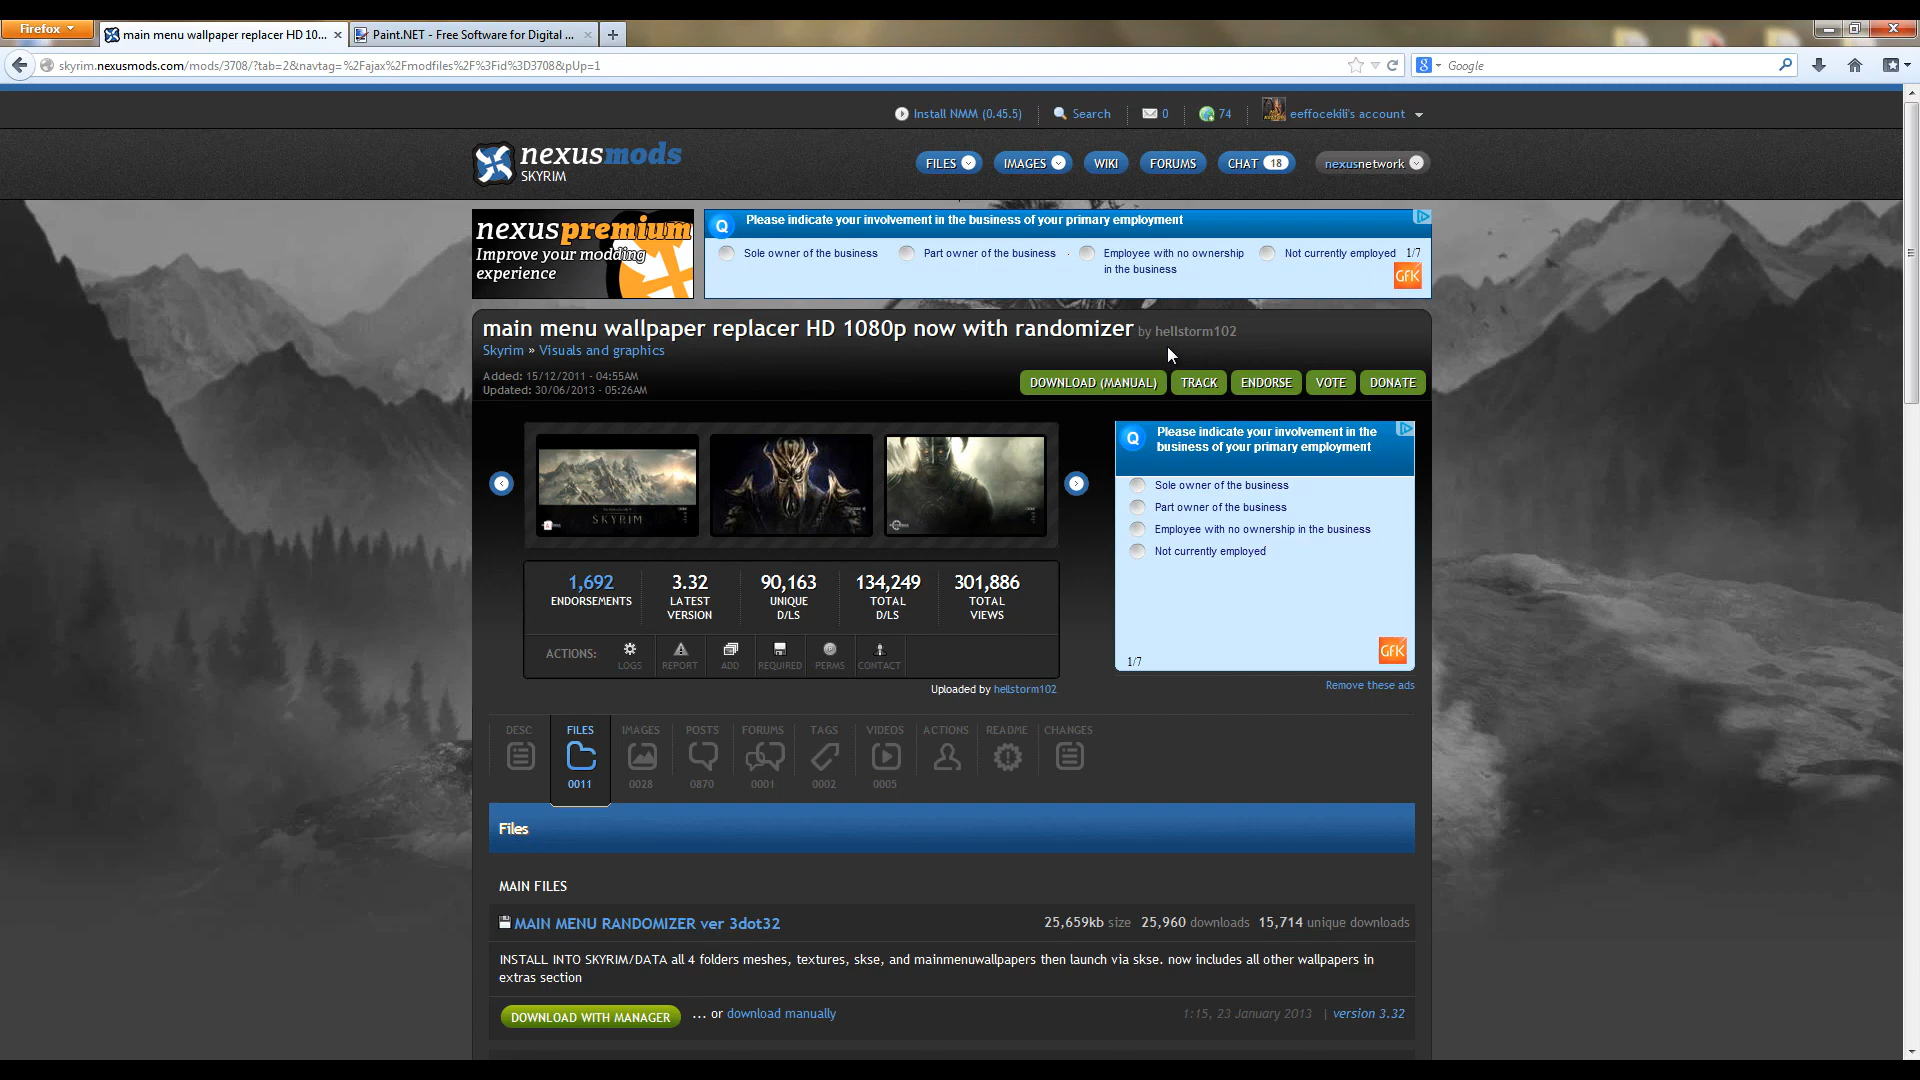 Firefox
main menu wallpaper replacer HD 10...
Paint.NET - Free Software for Digital ...
skyrim.nexusmods.com/mods/3708/?tab=2&navtag=%2Fajax%2Fmodfiles%2F%3Fid%3D3708&pUp=1
Google
Install NMM (0.45.5)
Search
0
74
eeffocekili's account
nexusmods
SKYRIM
FILES
IMAGES
WIKI
FORUMS
CHAT 18
nexusnetwork
nexuspremium
Improve your modding
experience
Please indicate your involvement in the business of your primary employment
Sole owner of the business
Part owner of the business
Employee with no ownership
in the business
Not currently employed
1/7
GFK
main menu wallpaper replacer HD 1080p now with randomizer by hellstorm102
Skyrim » Visuals and graphics
Added: 15/12/2011 - 04:55AM
Updated: 30/06/2013 - 05:26AM
DOWNLOAD (MANUAL)
TRACK
ENDORSE
VOTE
DONATE
SKYRIM
Please indicate your involvement in the
business of your primary employment
Sole owner of the business
Part owner of the business
Employee with no ownership in the business
Not currently employed
1/7
GFK
Remove these ads
1,692 3.32 90,163 134,249 301,886
ENDORSEMENTS LATEST UNIQUE TOTAL TOTAL
VERSION D/LS D/LS VIEWS
ACTIONS: LOGS REPORT ADD REQUIRED PERMS CONTACT
Uploaded by hellstorm102
DESC FILES IMAGES POSTS FORUMS TAGS VIDEOS ACTIONS README CHANGES
0011 0028 0870 0001 0002 0005
Files
MAIN FILES
MAIN MENU RANDOMIZER ver 3dot32
25,659kb size 25,960 downloads 15,714 unique downloads
INSTALL INTO SKYRIM/DATA all 4 folders meshes, textures, skse, and mainmenuwallpapers then launch via skse. now includes all other wallpapers in
extras section
DOWNLOAD WITH MANAGER ... or download manually
1:15, 23 January 2013 | version 3.32